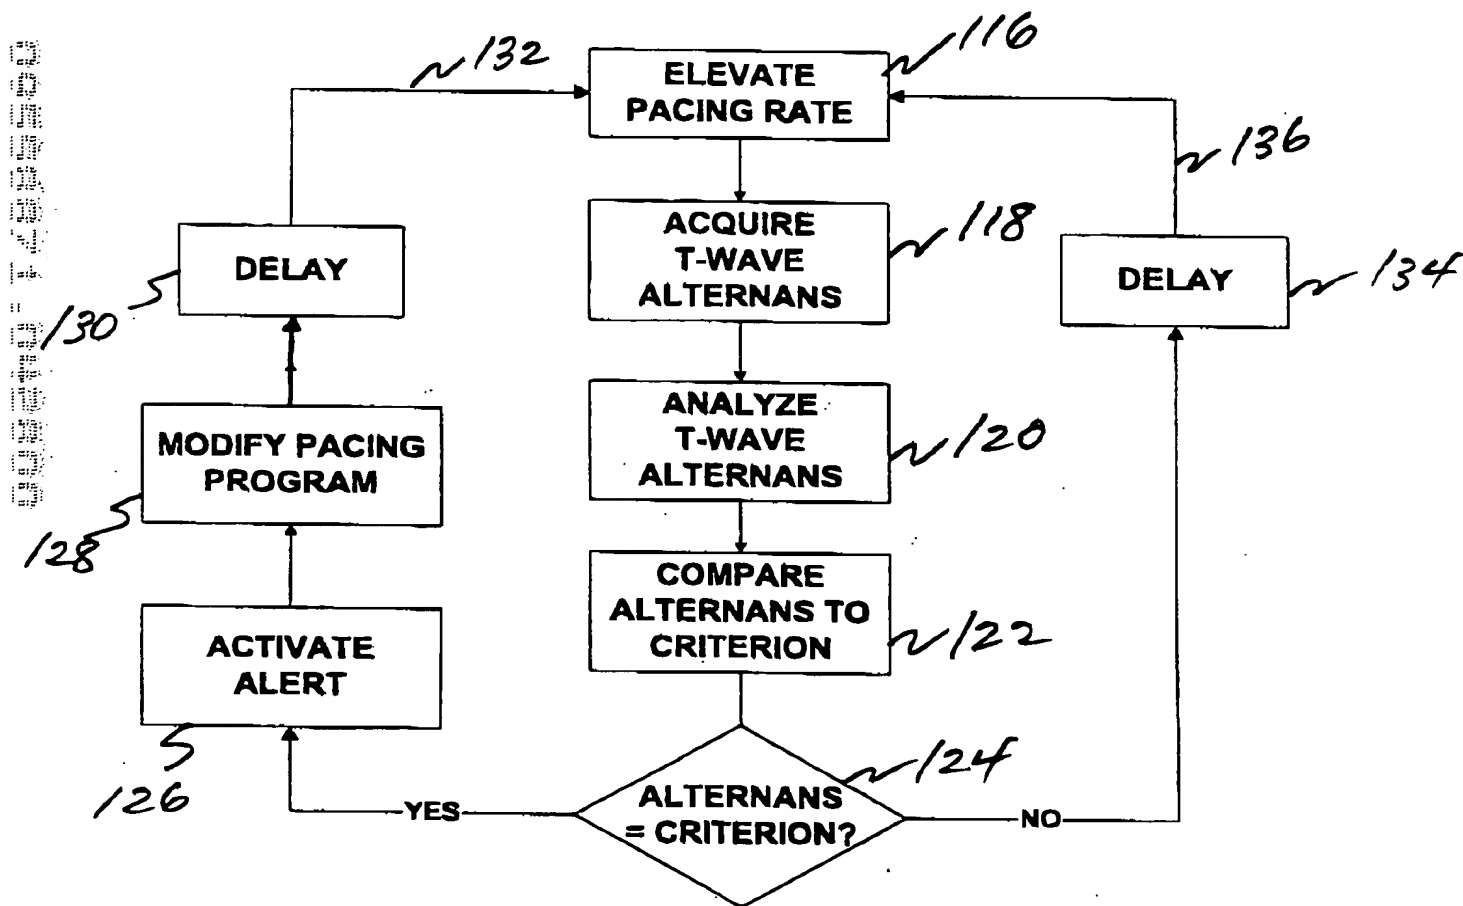 132
116
ELEVATE
PACING RATE
136
ACQUIRE
T-WAVE
ALTERNANS
118
DELAY
130
DELAY
134
ANALYZE
T-WAVE
ALTERNANS
120
MODIFY PACING
PROGRAM
128
COMPARE
ALTERNANS TO
CRITERION
122
ACTIVATE
ALERT
126
124
ALTERNANS
= CRITERION?
YES
NO